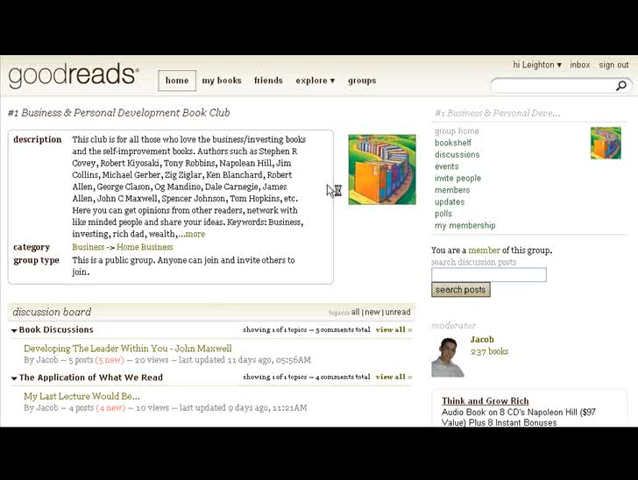 hi Leighton ▾ inbox sign out
goodreads
home my books friends explore ▾ groups
#1 Business & Personal Development Book Club
description This club is for all those who love the business/investing books
and the self-improvement books. Authors such as Stephen R
Covey, Robert Kiyosaki, Tony Robbins, Napolean Hill, Jim
Collins, Michael Gerber, Zig Ziglar, Ken Blanchard, Robert
Allen, George Clason, Og Mandino, Dale Carnegie, James
Allen, John C Maxwell, Spencer Johnson, Tom Hopkins, etc.
Here you can get opinions from other readers, network with
like minded people and share your ideas. Keywords: Business,
investing, rich dad, wealth,...more
category Business -> Home Business
group type This is a public group. Anyone can join and invite others to
join.
discussion board topics: all | new | unread
Book Discussions showing 1 of 1 topics – 5 comments total view all »
Developing The Leader Within You - John Maxwell
By Jacob – 5 posts (5 new) – 20 views – last updated 11 days ago, 05:56AM
The Application of What We Read showing 1 of 1 topics – 4 comments total view all »
My Last Lecture Would Be...
By Jacob – 4 posts (4 new) – 10 views – last updated 9 days ago, 11:21AM
#1 Business & Personal Deve...
group home
bookshelf
discussions
events
invite people
members
updates
polls
my membership
You are a member of this group.
search discussion posts
search posts
moderator
Jacob
237 books
Think and Grow Rich
Audio Book on 8 CD's Napoleon Hill ($97
Value) Plus 8 Instant Bonuses